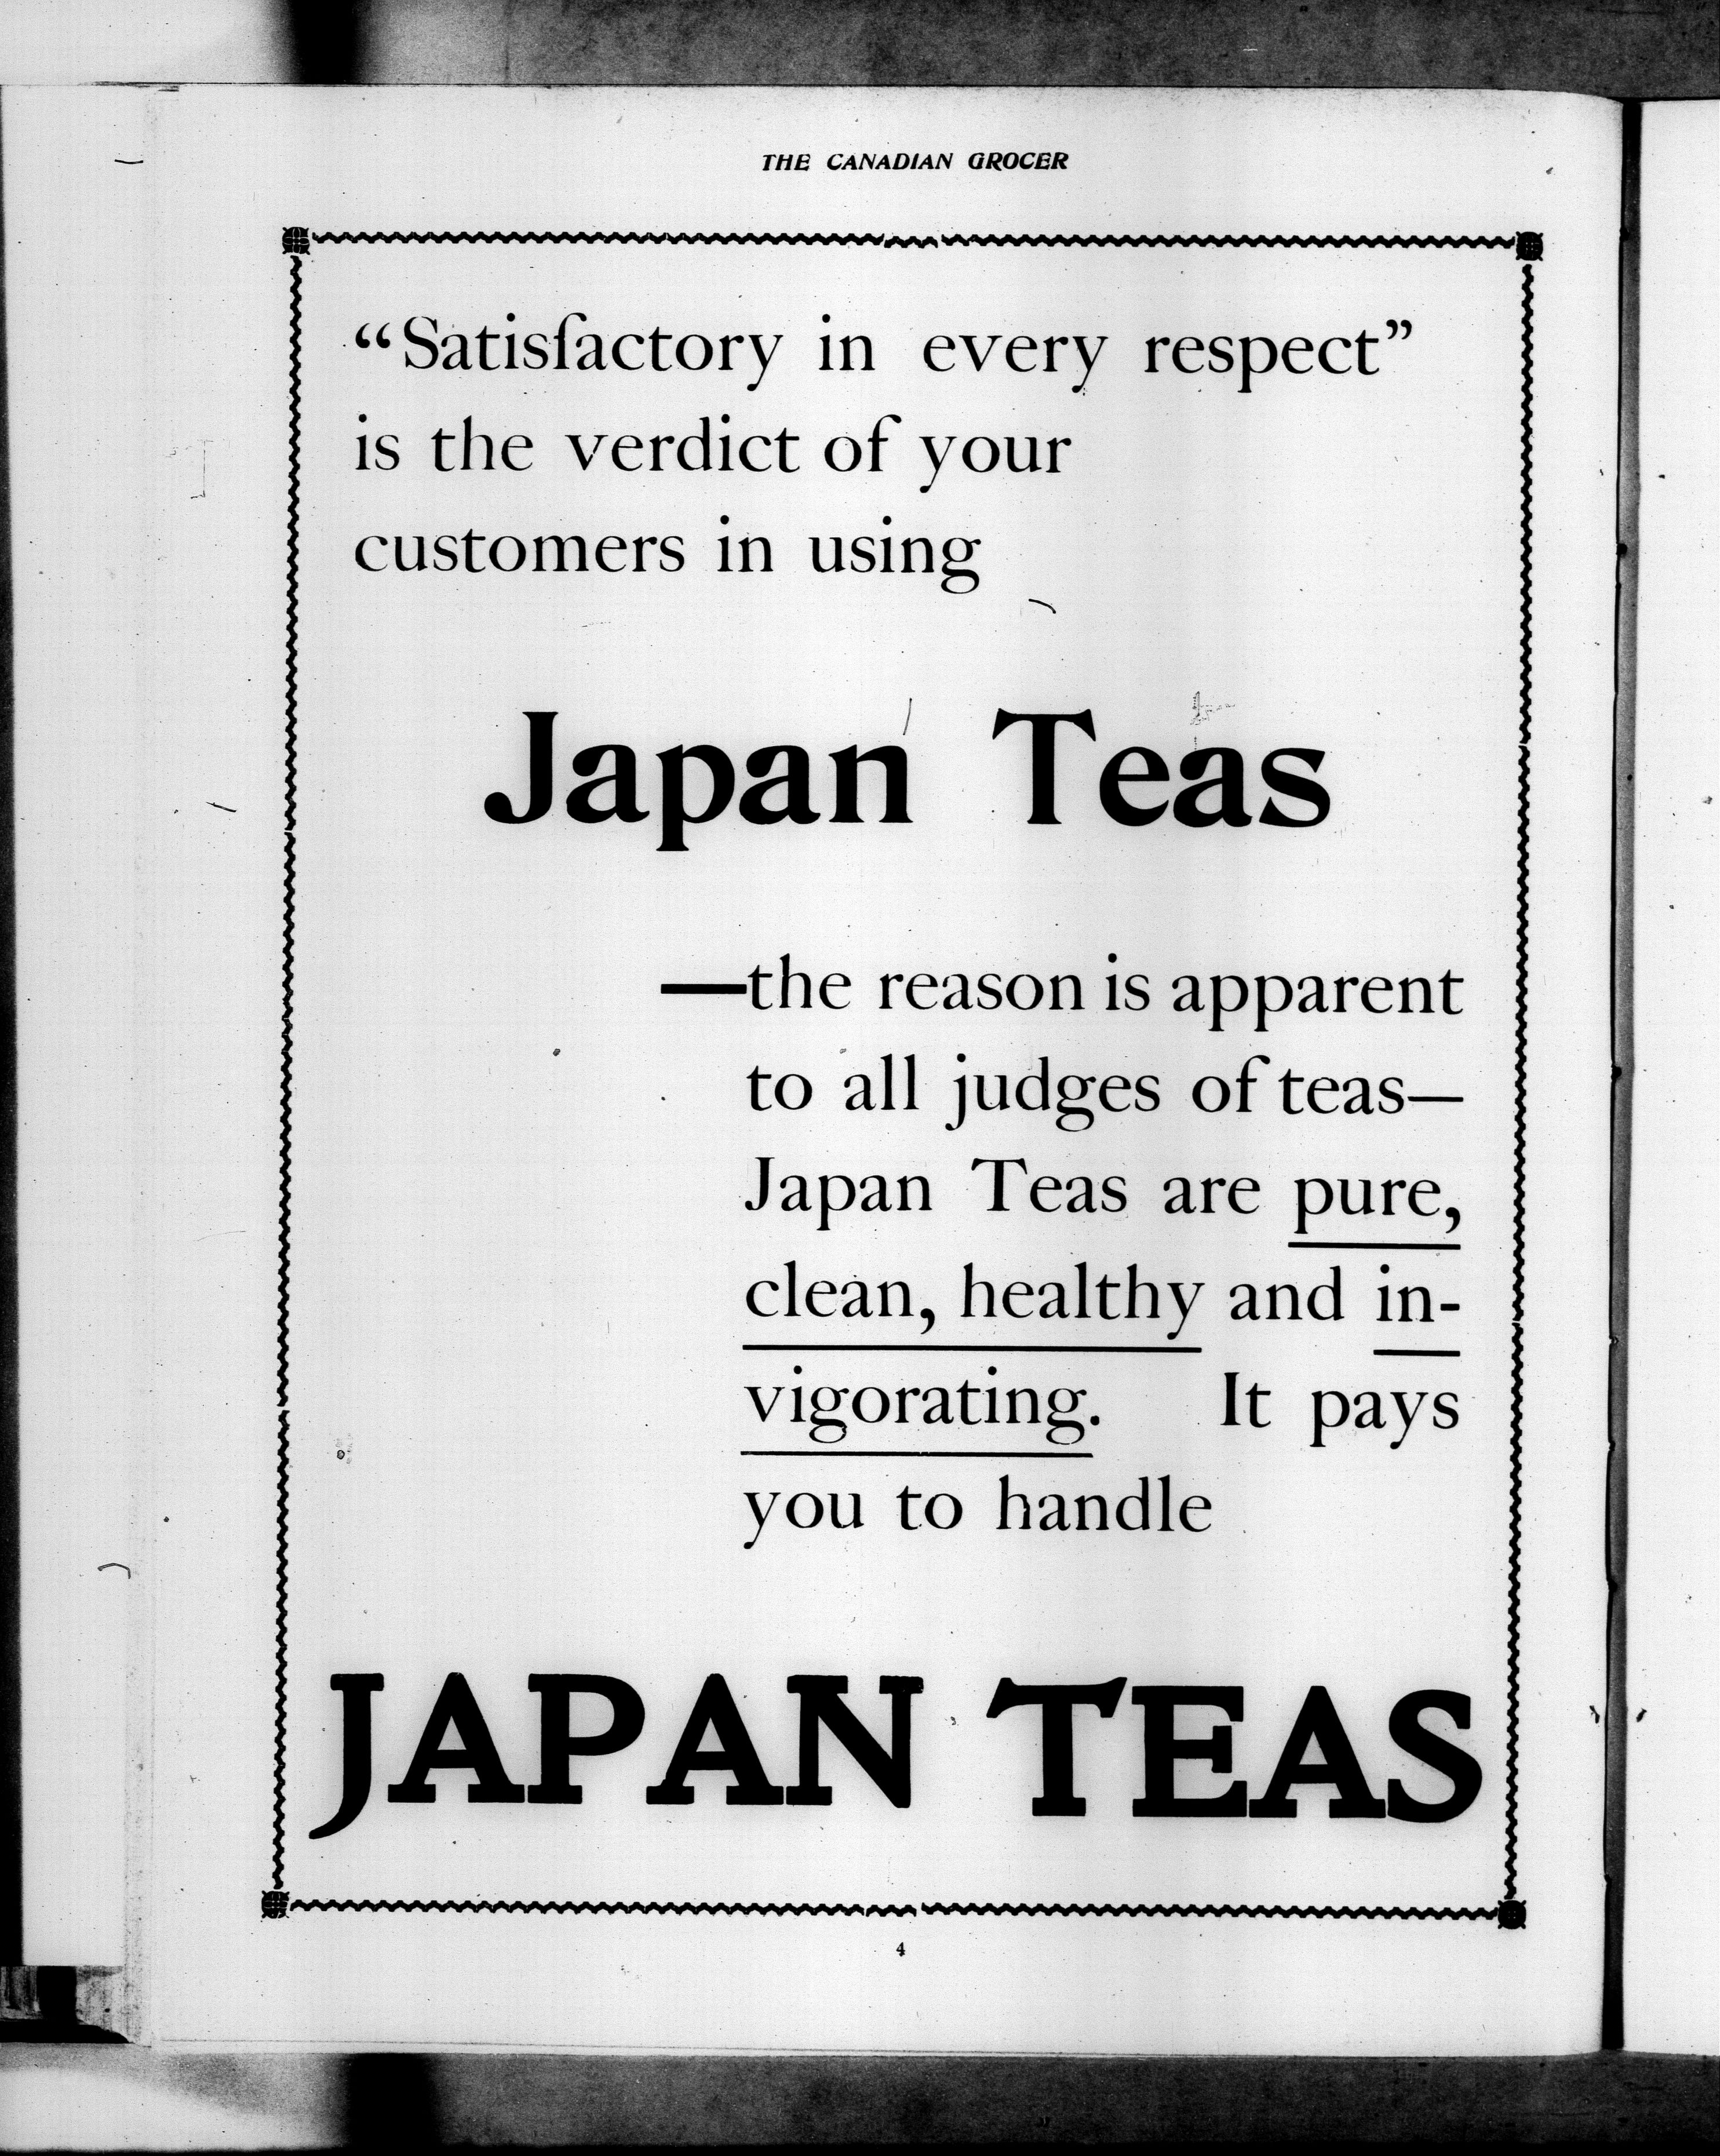 THE CANADIAN GROCER
“Satisfactory in every respect”
is the verdict of your
customers in using
Japan Teas
—the reason is apparent
to all judges of teas—
Japan Teas are pure,
clean, healthy and in-
vigorating. It pays
you to handle
JAPAN TEAS
4